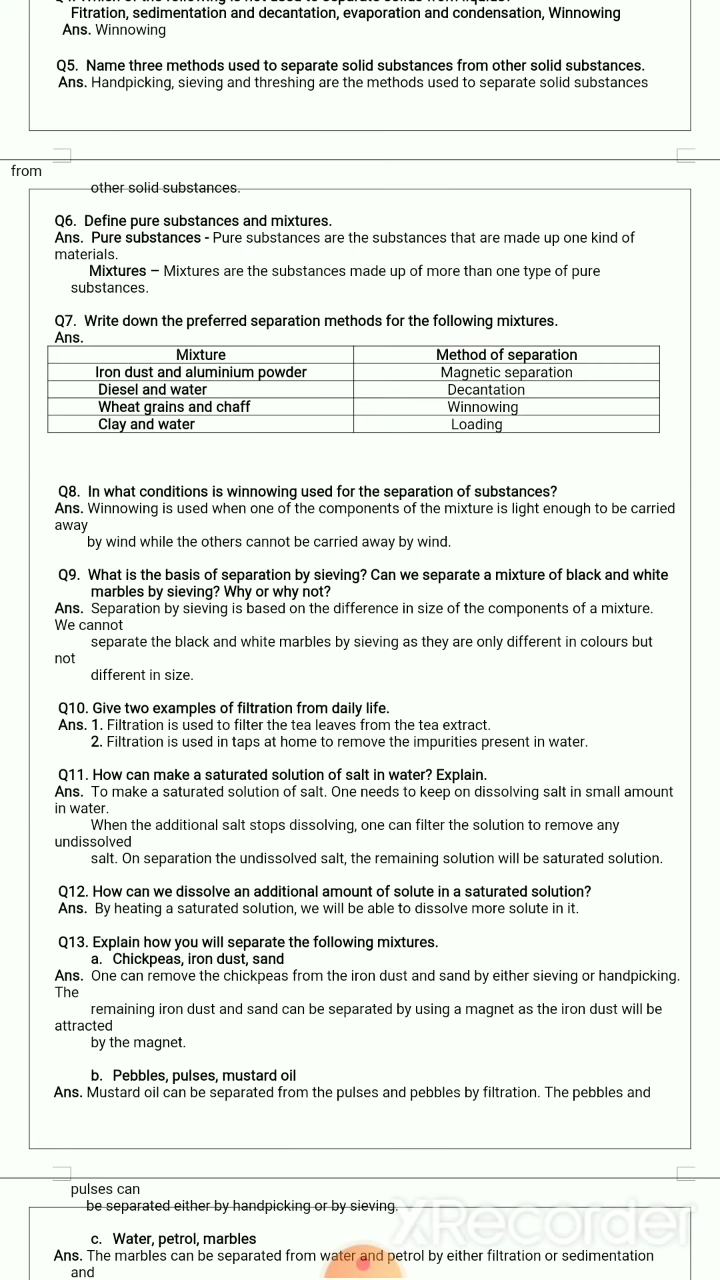 Fitration, sedimentation and decantation, evaporation and condensation, Winnowing
Ans. Winnowing
Q5. Name three methods used to separate solid substances from other solid substances.
Ans. Handpicking, sieving and threshing are the methods used to separate solid substances
from
other solid substances.
Q6. Define pure substances and mixtures.
Ans. Pure substances - Pure substances are the substances that are made up one kind of
materials.
Mixtures – Mixtures are the substances made up of more than one type of pure
substances.
Q7. Write down the preferred separation methods for the following mixtures.
Ans.
Mixture Method of separation
Iron dust and aluminium powder Magnetic separation
Diesel and water Decantation
Wheat grains and chaff Winnowing
Clay and water Loading
Q8. In what conditions is winnowing used for the separation of substances?
Ans. Winnowing is used when one of the components of the mixture is light enough to be carried
away
by wind while the others cannot be carried away by wind.
Q9. What is the basis of separation by sieving? Can we separate a mixture of black and white
marbles by sieving? Why or why not?
Ans. Separation by sieving is based on the difference in size of the components of a mixture.
We cannot
separate the black and white marbles by sieving as they are only different in colours but
not
different in size.
Q10. Give two examples of filtration from daily life.
Ans. 1. Filtration is used to filter the tea leaves from the tea extract.
2. Filtration is used in taps at home to remove the impurities present in water.
Q11. How can make a saturated solution of salt in water? Explain.
Ans. To make a saturated solution of salt. One needs to keep on dissolving salt in small amount
in water.
When the additional salt stops dissolving, one can filter the solution to remove any
undissolved
salt. On separation the undissolved salt, the remaining solution will be saturated solution.
Q12. How can we dissolve an additional amount of solute in a saturated solution?
Ans. By heating a saturated solution, we will be able to dissolve more solute in it.
Q13. Explain how you will separate the following mixtures.
a. Chickpeas, iron dust, sand
Ans. One can remove the chickpeas from the iron dust and sand by either sieving or handpicking.
The
remaining iron dust and sand can be separated by using a magnet as the iron dust will be
attracted
by the magnet.
b. Pebbles, pulses, mustard oil
Ans. Mustard oil can be separated from the pulses and pebbles by filtration. The pebbles and
pulses can
be separated either by handpicking or by sieving.
XRecorder
c. Water, petrol, marbles
Ans. The marbles can be separated from water and petrol by either filtration or sedimentation
and